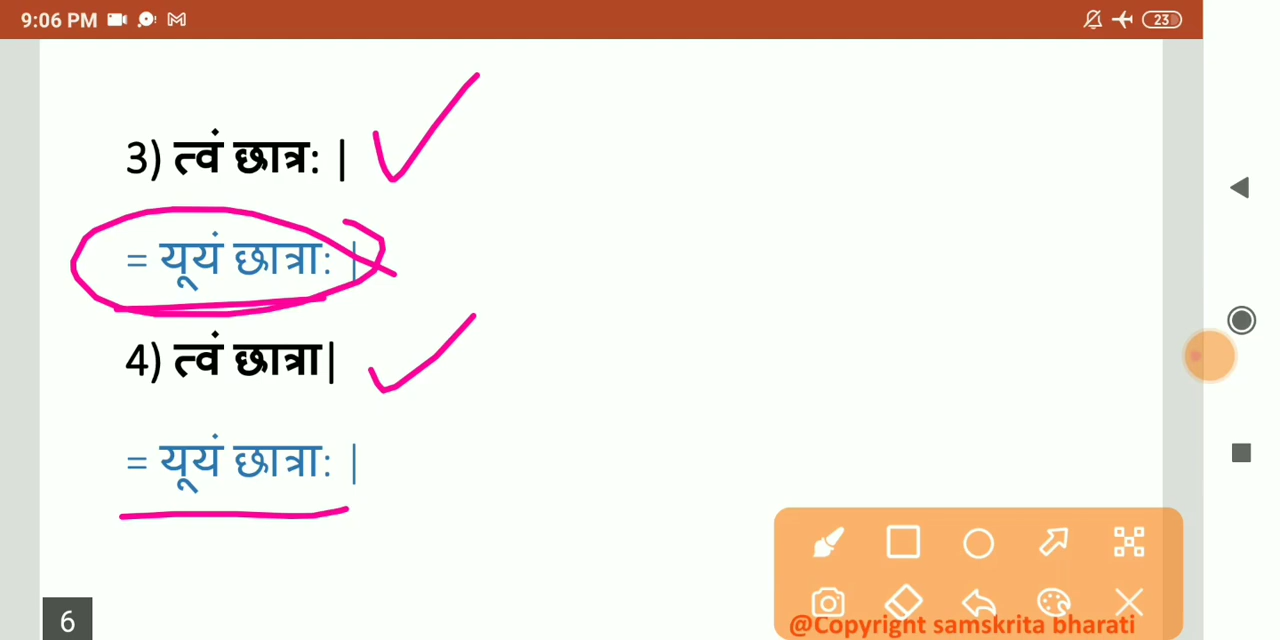 9:06 PM 23
3) त्वं छात्र: |
= यूयं छात्रा: |
4) त्वं छात्रा|
= यूयं छात्रा: |
6
@Copyright samskrita bharati